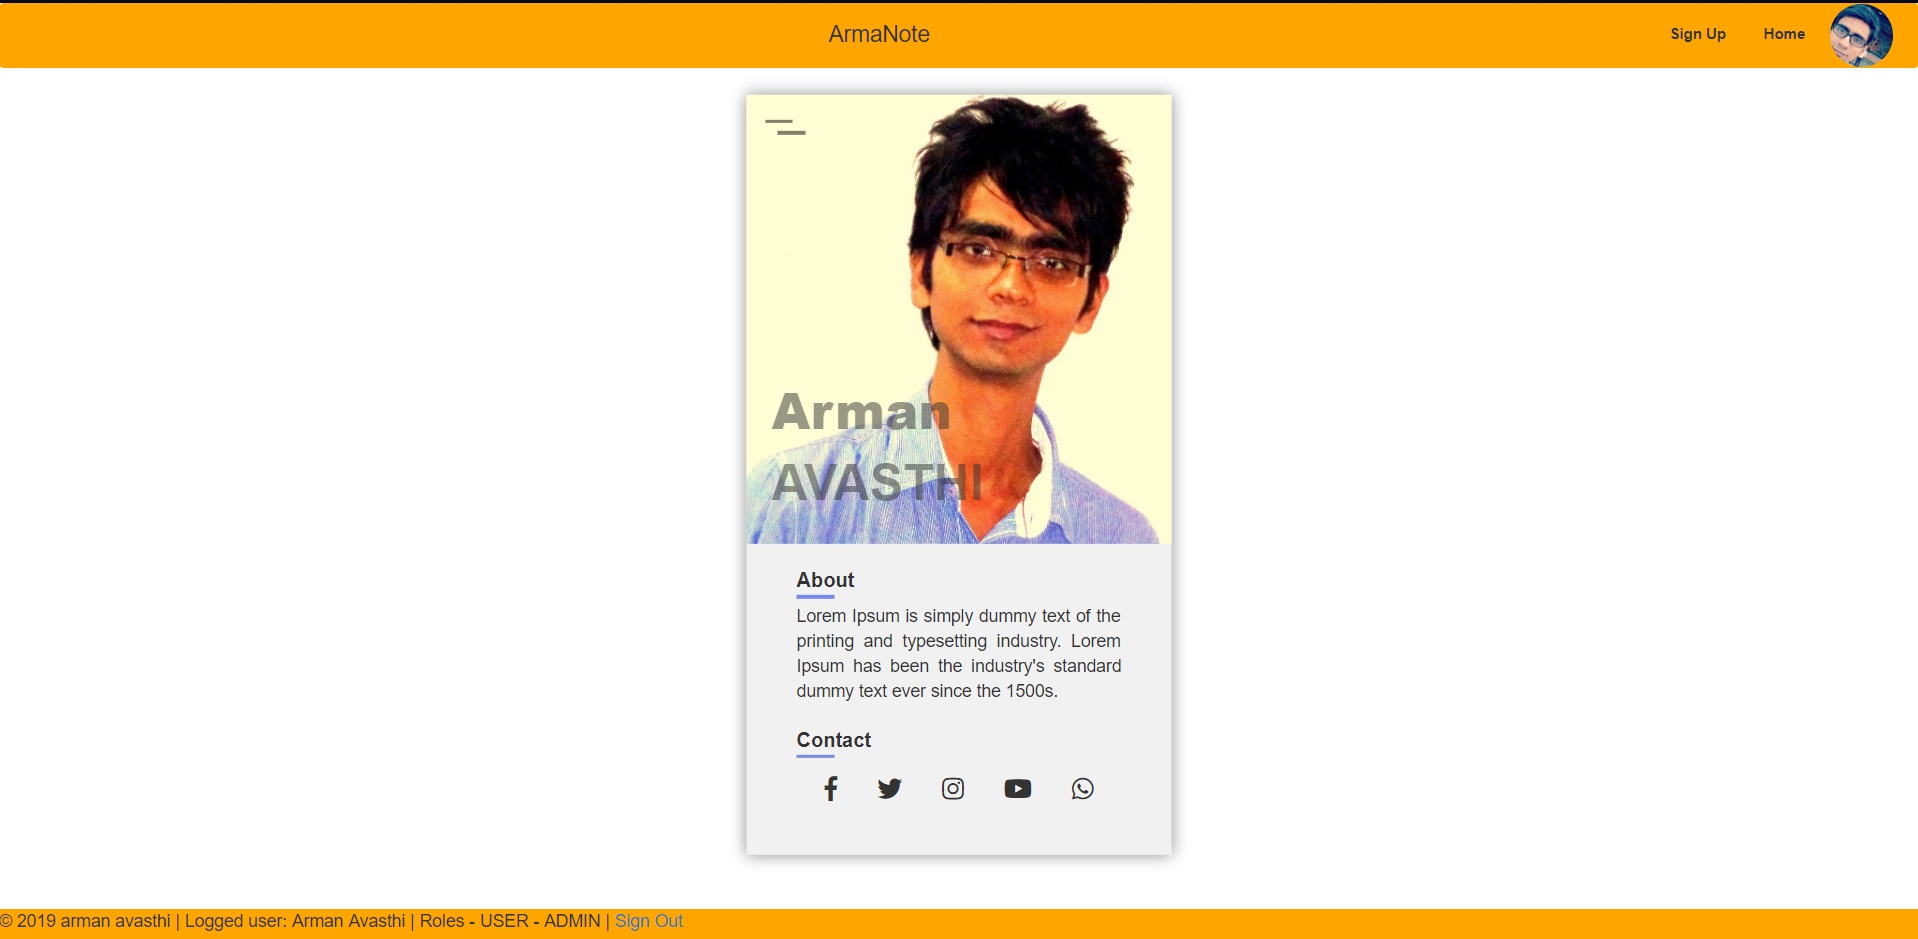 ArmaNote
Sign Up Home
Arman
AVASTHI
About
Lorem Ipsum is simply dummy text of the
printing and typesetting industry. Lorem
Ipsum has been the industry's standard
dummy text ever since the 1500s.
Contact
© 2019 arman avasthi | Logged user: Arman Avasthi | Roles - USER - ADMIN | Sign Out